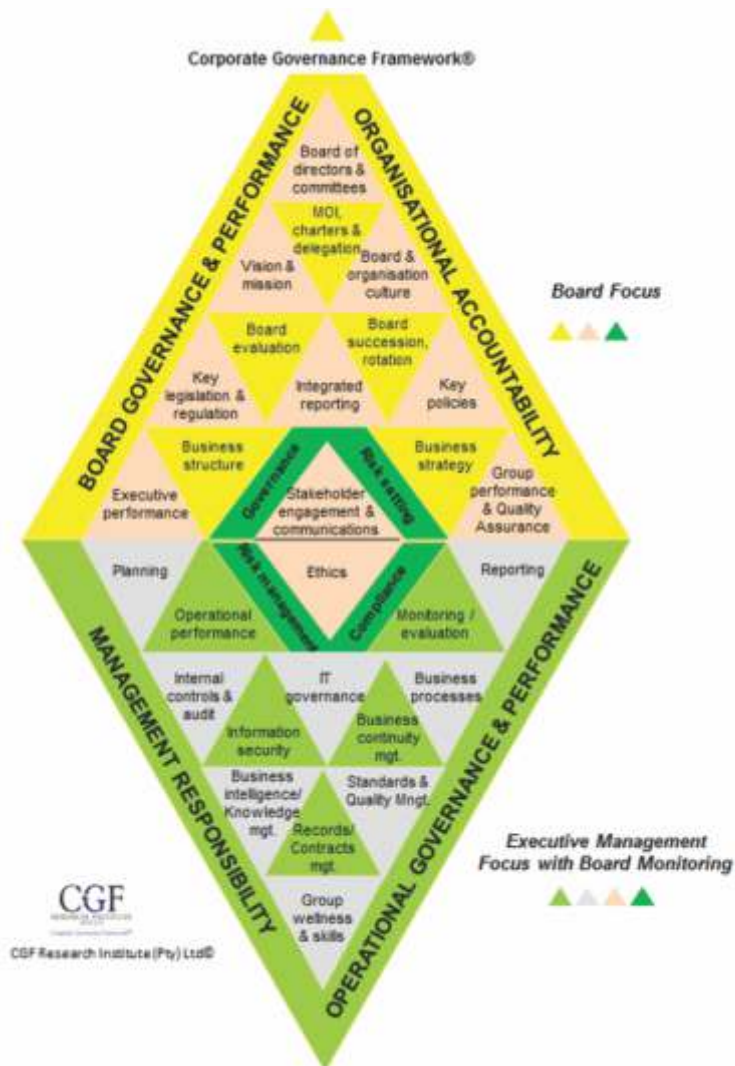 Corporate Governance Framework®
BOARD GOVERNANCE & PERFORMANCE
ORGANISATIONAL ACCOUNTABILITY
Board of
directors &
committees
MOI,
charters &
delegation
Vision &
mission
Board &
organisation
culture
Board Focus
Board
evaluation
Board
succession,
rotation
Key
legislation &
regulation
Integrated
reporting
Key
policies
Business
structure
Governance
Risk setting
Business
strategy
Executive
performance
Stakeholder
engagement &
communications
Group
performance
& Quality
Assurance
Planning
Risk management
Ethics
Compliance
Reporting
Operational
performance
Monitoring /
evaluation
MANAGEMENT RESPONSIBILITY
OPERATIONAL GOVERNANCE & PERFORMANCE
Internal
controls &
audit
IT
governance
Business
processes
Information
security
Business
continuity
mgt.
Business
intelligence/
Knowledge
mgt.
Standards &
Quality Mngt.
Records/
Contracts
mgt.
Executive Management
Focus with Board Monitoring
Group
wellness
& skills
CGF
CGF Research Institute (Pty) Ltd©